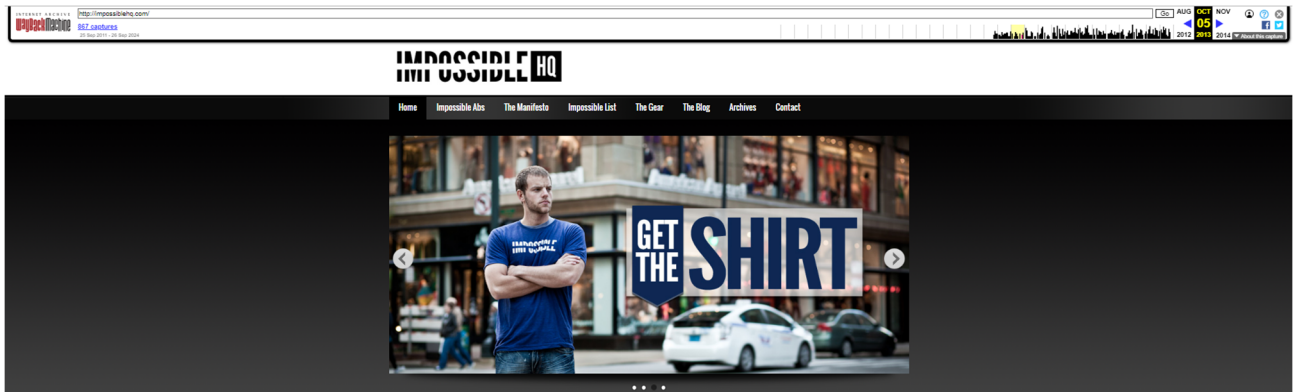 INTERNET ARCHIVE
WayBackMachine
http://impossiblehq.com/
Go
867 captures
25 Sep 2011 - 26 Sep 2024
AUG OCT NOV
05
2012 2013 2014
About this capture
IMPOSSIBLE HQ
Home Impossible Abs The Manifesto Impossible List The Gear The Blog Archives Contact
IMPOSSIBLE
GET THE SHIRT